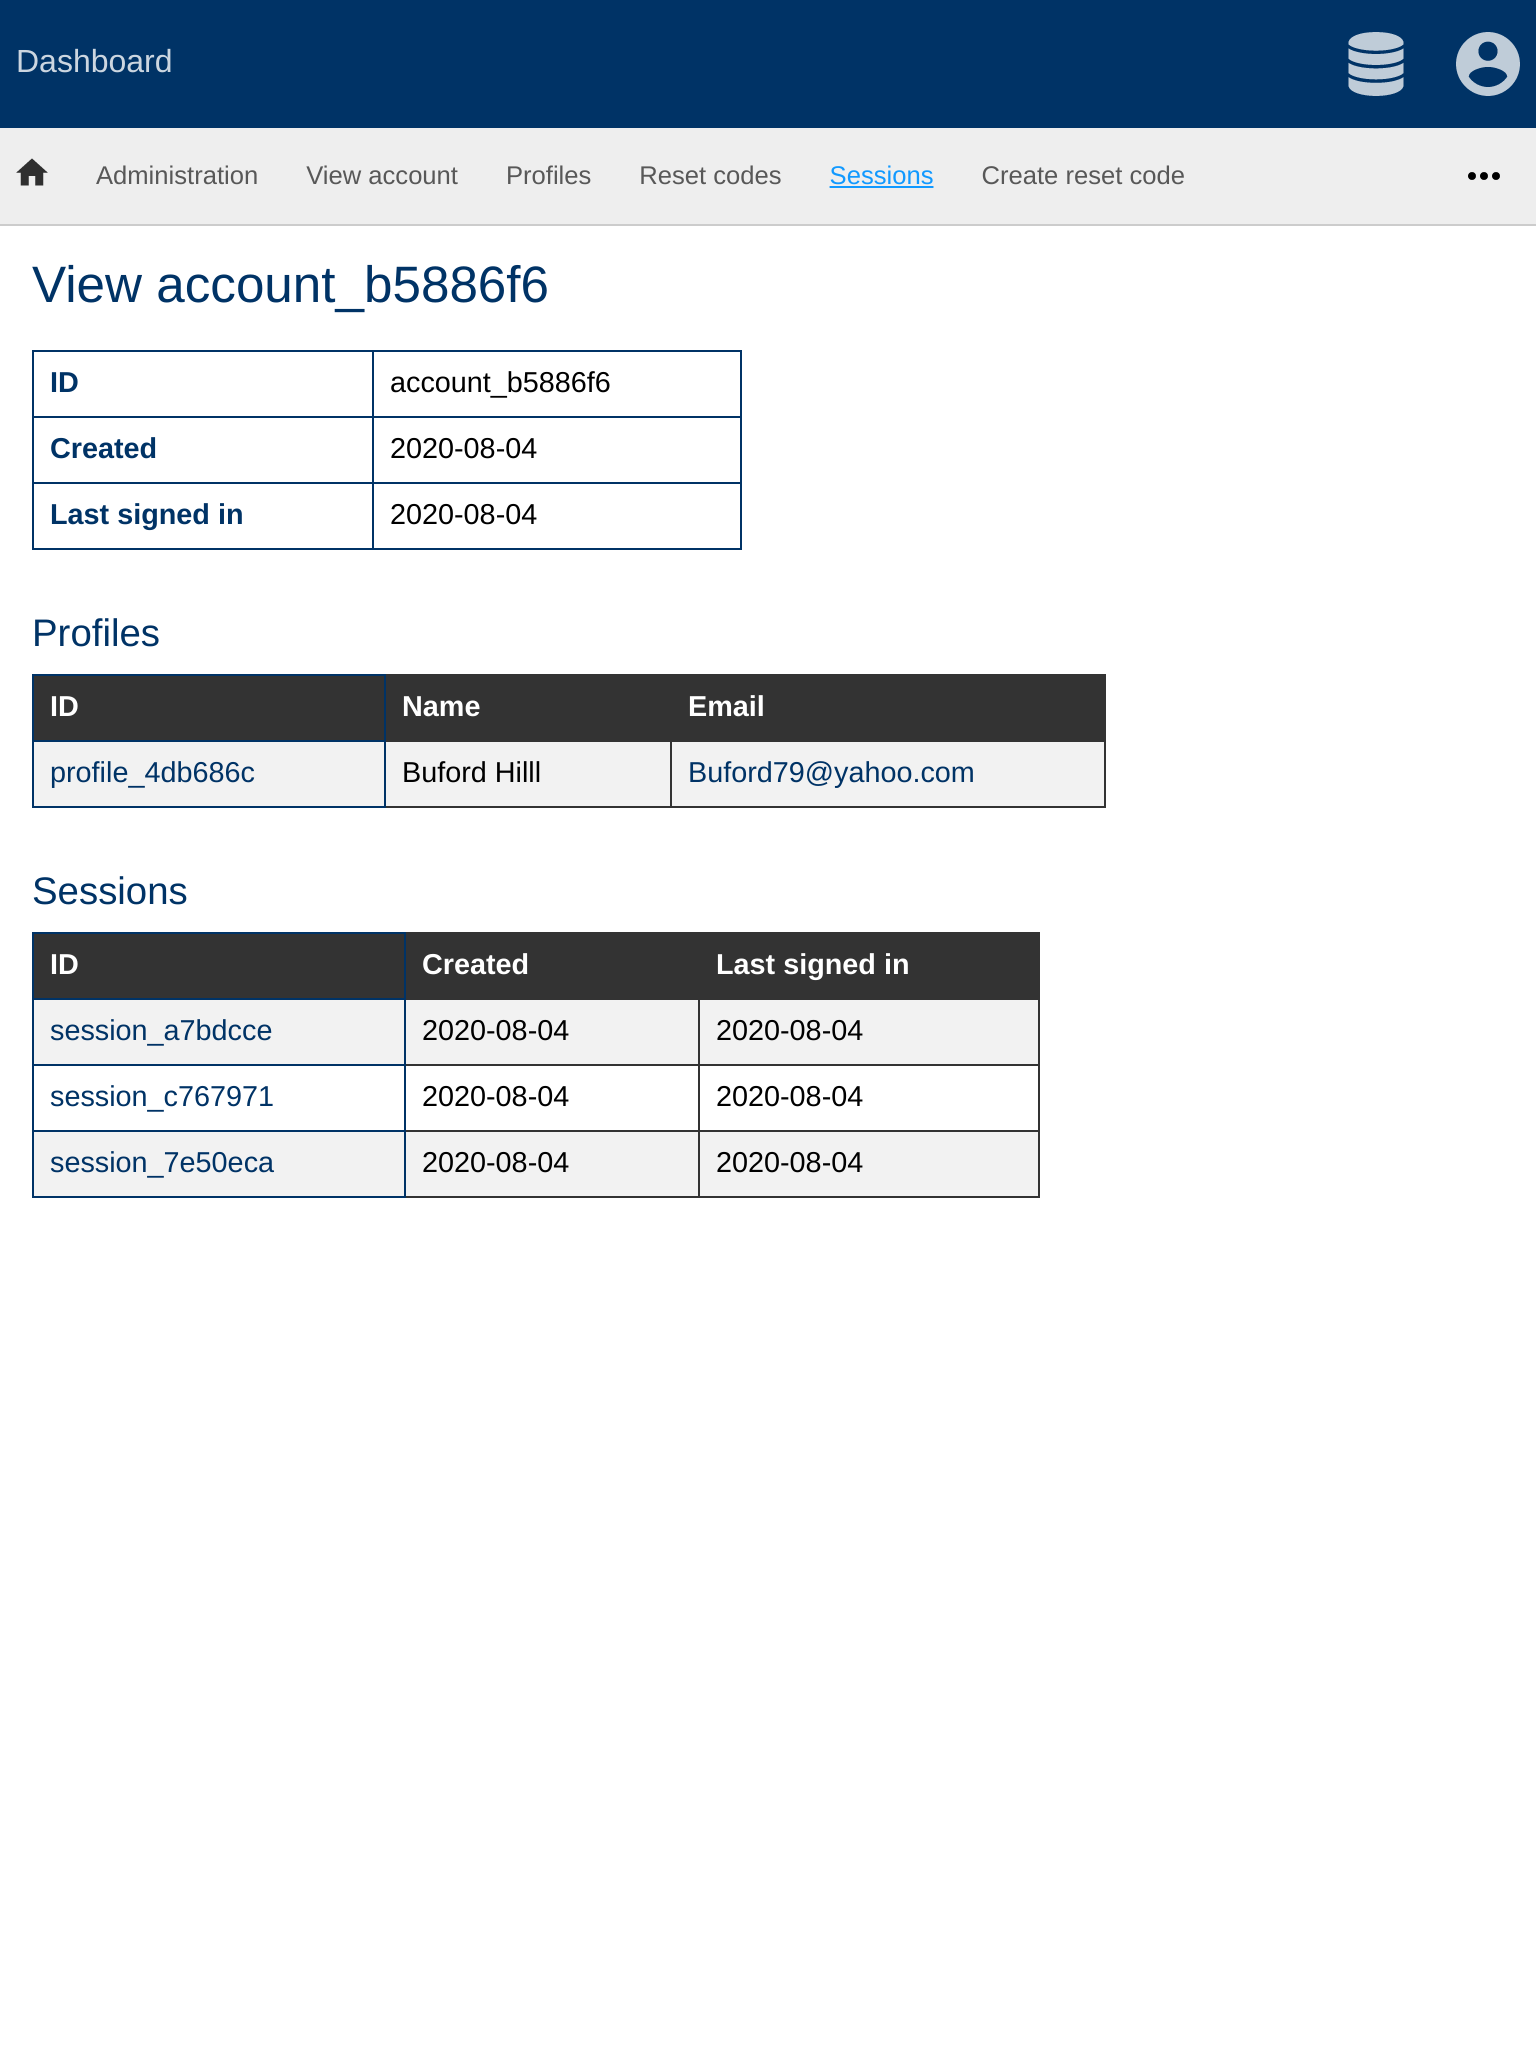 Dashboard
Administration View account Profiles Reset codes Sessions Create reset code
View account_b5886f6
ID account_b5886f6
Created 2020-08-04
Last signed in 2020-08-04
Profiles
ID Name Email
profile_4db686c Buford Hilll Buford79@yahoo.com
Sessions
ID Created Last signed in
session_a7bdcce 2020-08-04 2020-08-04
session_c767971 2020-08-04 2020-08-04
session_7e50eca 2020-08-04 2020-08-04